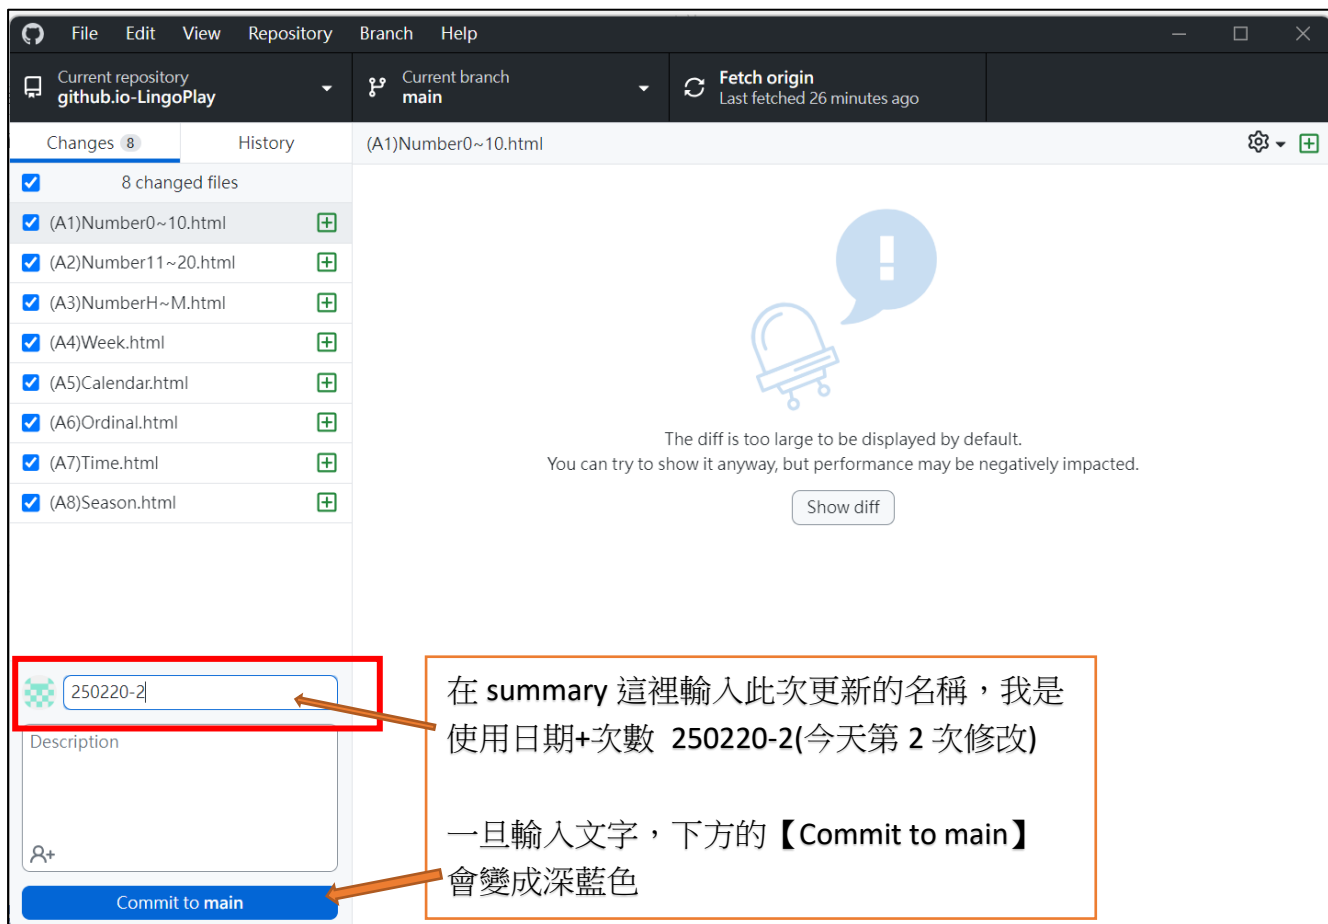 File Edit View Repository Branch Help
Current repository
github.io-LingoPlay
Current branch
main
Fetch origin
Last fetched 26 minutes ago
Changes 8
History
(A1)Number0~10.html
8 changed files
(A1)Number0~10.html
(A2)Number11~20.html
(A3)NumberH~M.html
(A4)Week.html
(A5)Calendar.html
(A6)Ordinal.html
(A7)Time.html
(A8)Season.html
The diff is too large to be displayed by default.
You can try to show it anyway, but performance may be negatively impacted.
Show diff
250220-2
Description
Commit to main
在 summary 這裡輸入此次更新的名稱，我是
使用日期+次數 250220-2(今天第 2 次修改)
一旦輸入文字，下方的【Commit to main】
會變成深藍色